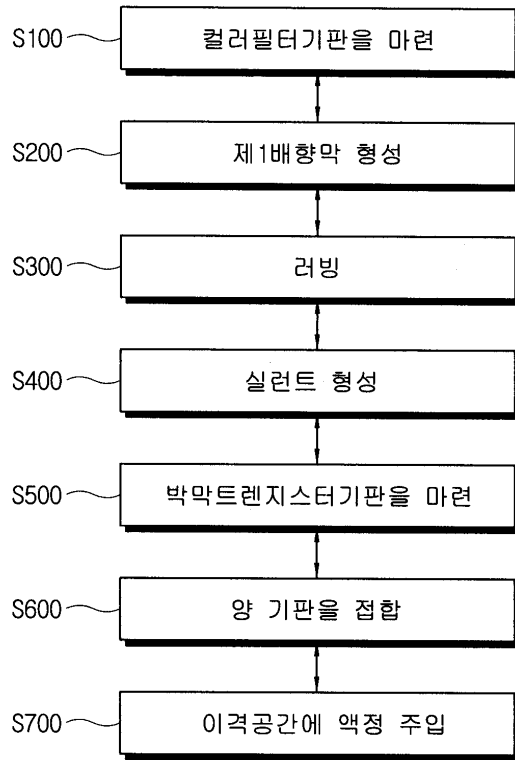 S100 컬러필터기판을 마련
S200 제1배향막 형성
S300 러빙
S400 실런트 형성
S500 박막트렌지스터기판을 마련
S600 양 기판을 접합
S700 이격공간에 액정 주입